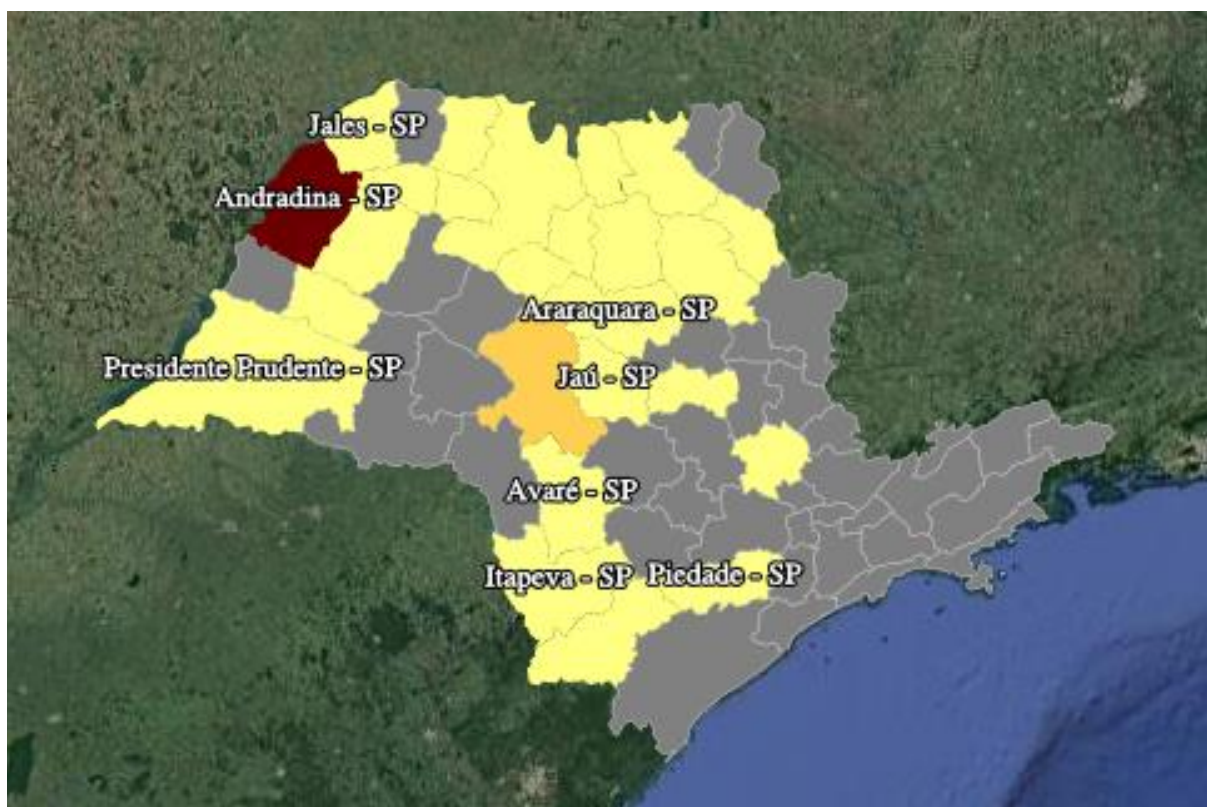 Jales - SP
Andradina - SP
Araraquara - SP
Presidente Prudente - SP
Jaú - SP
Avaré - SP
Itapeva - SP
Piedade - SP